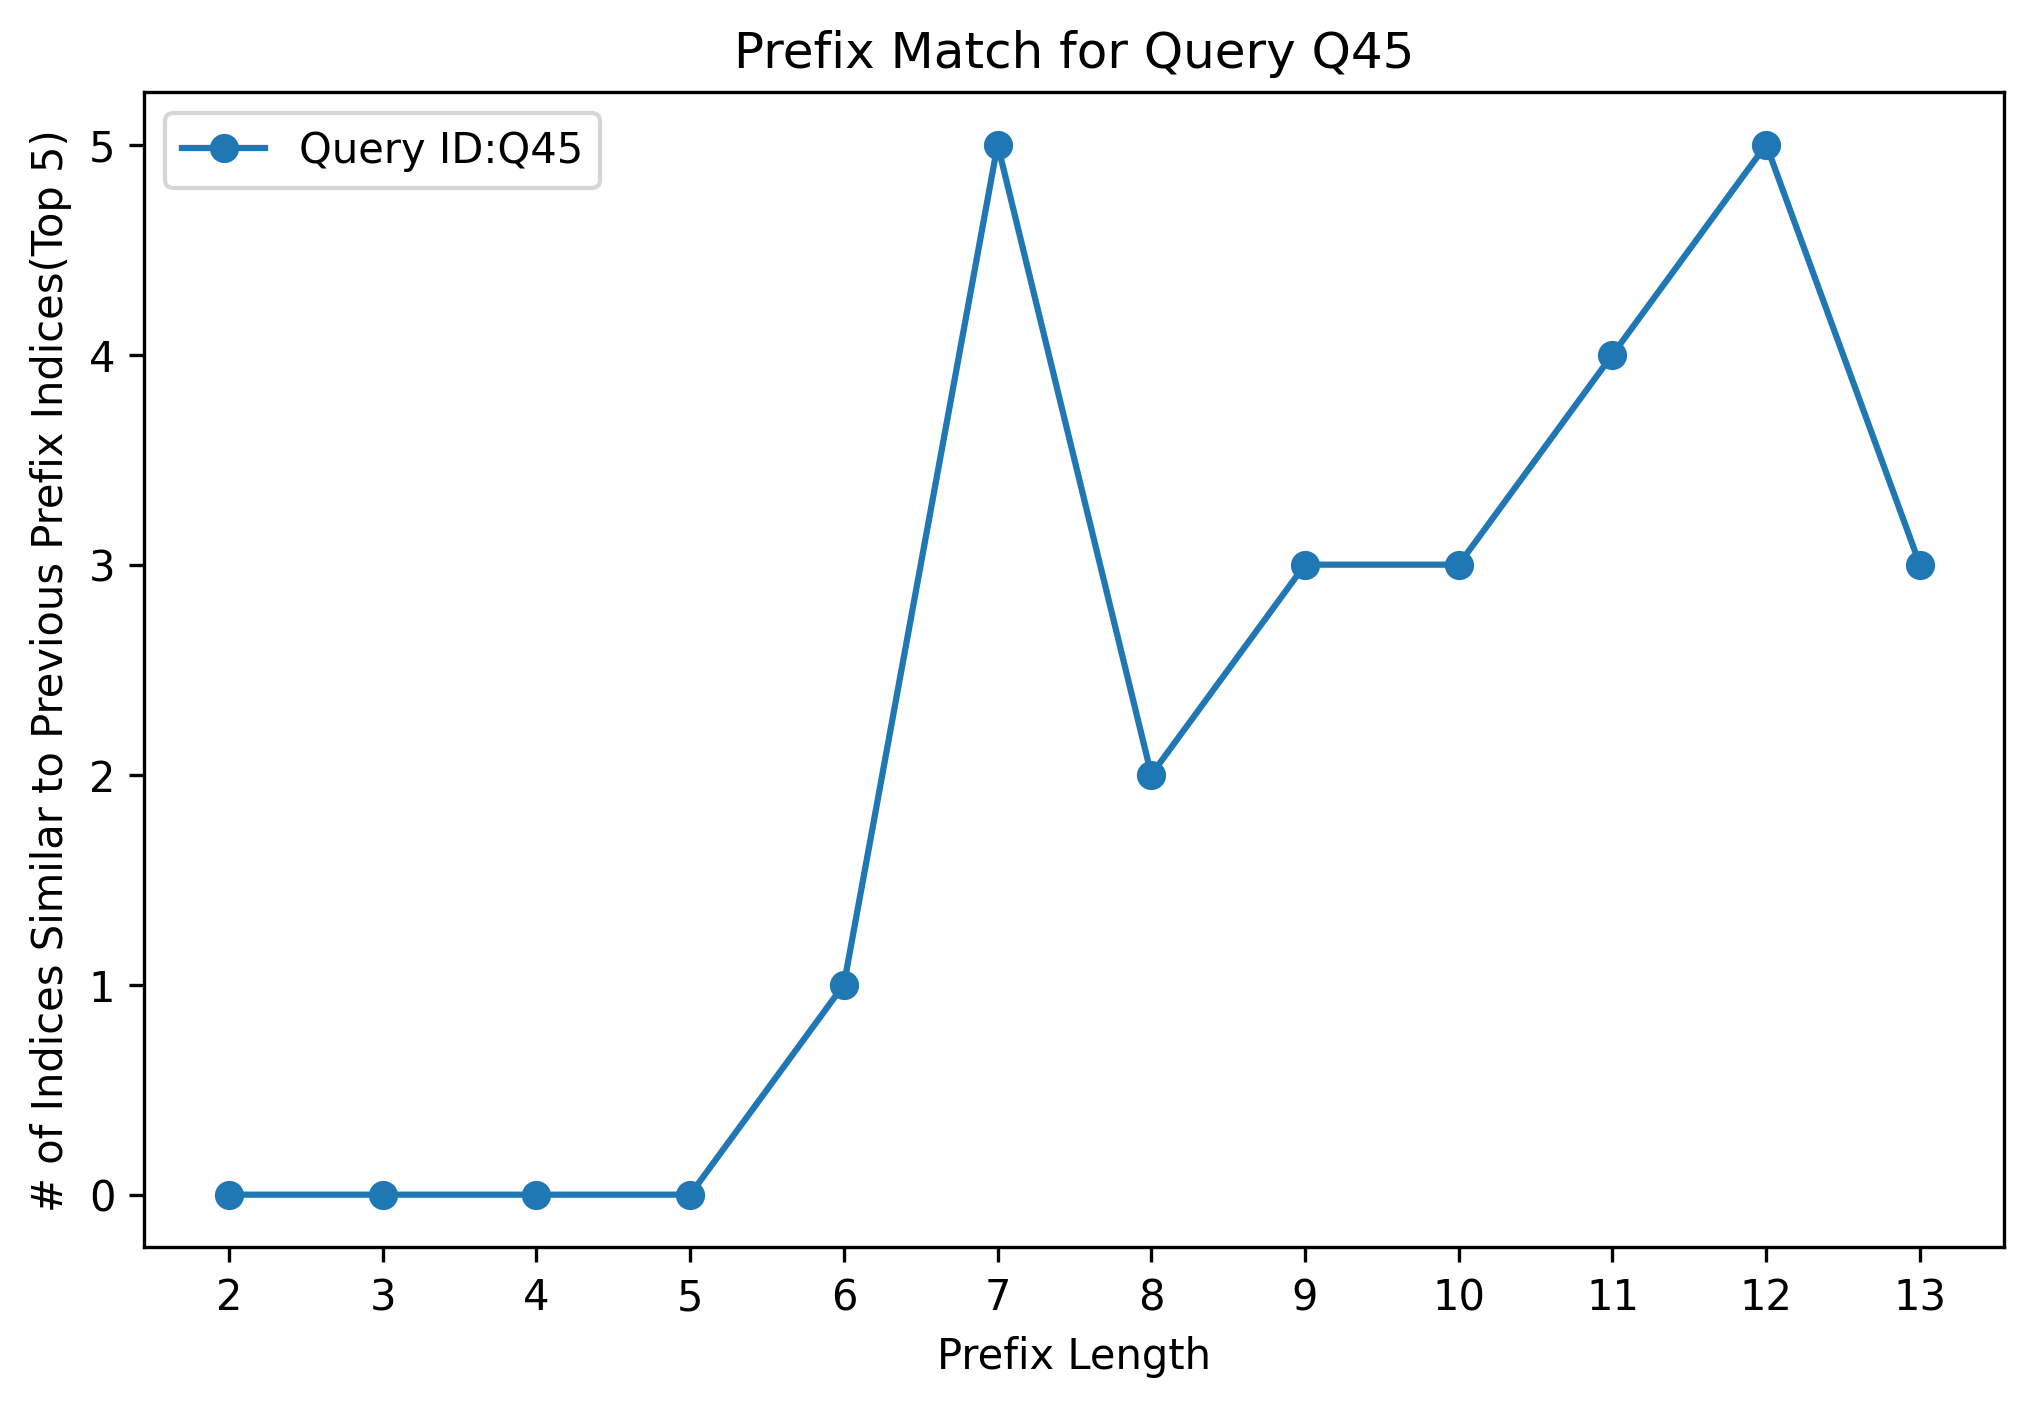 Prefix Match for Query Q45
Query ID:Q45
# of Indices Similar to Previous Prefix Indices(Top 5)
5
4
3
2
1
0
2 3 4 5 6 7 8 9 10 11 12 13
Prefix Length